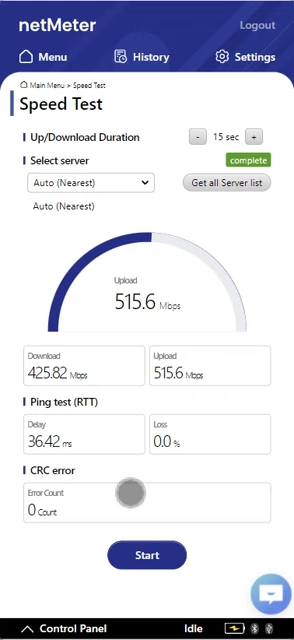 netMeter
Logout
Menu
History
Settings
Main Menu > Speed Test
Speed Test
Up/Download Duration
- 15 sec +
Select server
complete
Auto (Nearest)
Get all Server list
Auto (Nearest)
Upload
515.6 Mbps
Download
425.82 Mbps
Upload
515.6 Mbps
Ping test (RTT)
Delay
36.42 ms
Loss
0.0 %
CRC error
Error Count
0 Count
Start
Control Panel
Idle